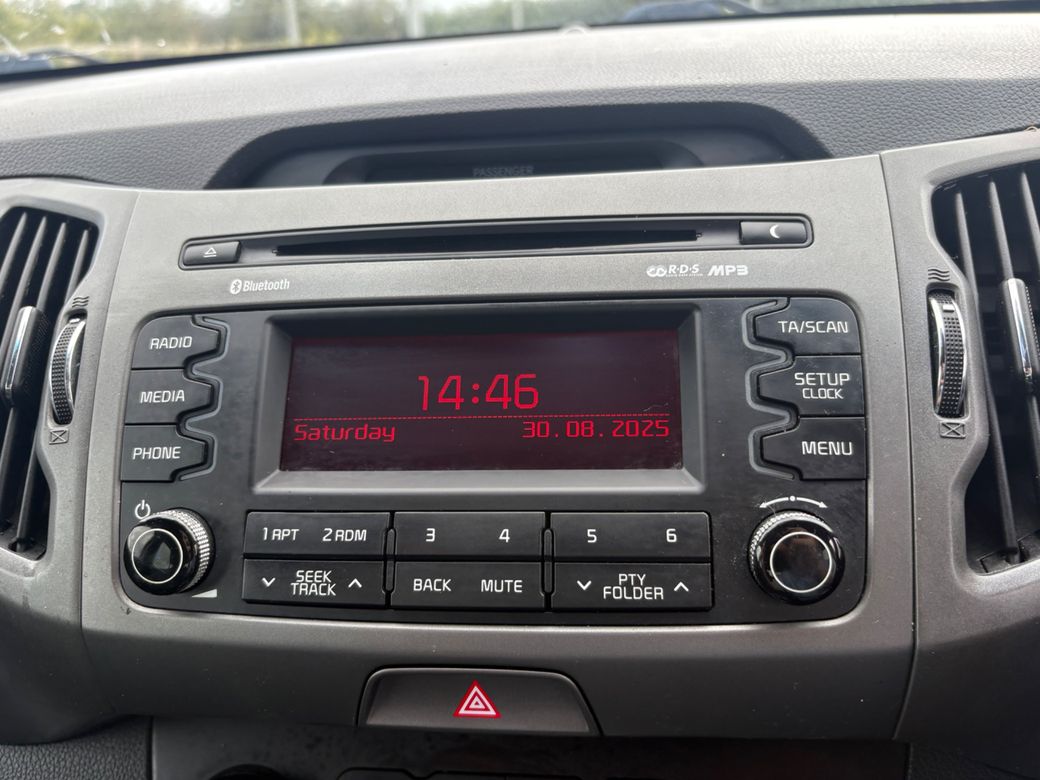 PASSENGER
Bluetooth
R·D·S MP3
RADIO
MEDIA
PHONE
14:46
Saturday 30.08.2025
TA/SCAN
SETUP
CLOCK
MENU
1 RPT 2 RDM 3 4 5 6
SEEK
TRACK
BACK MUTE
PTY
FOLDER